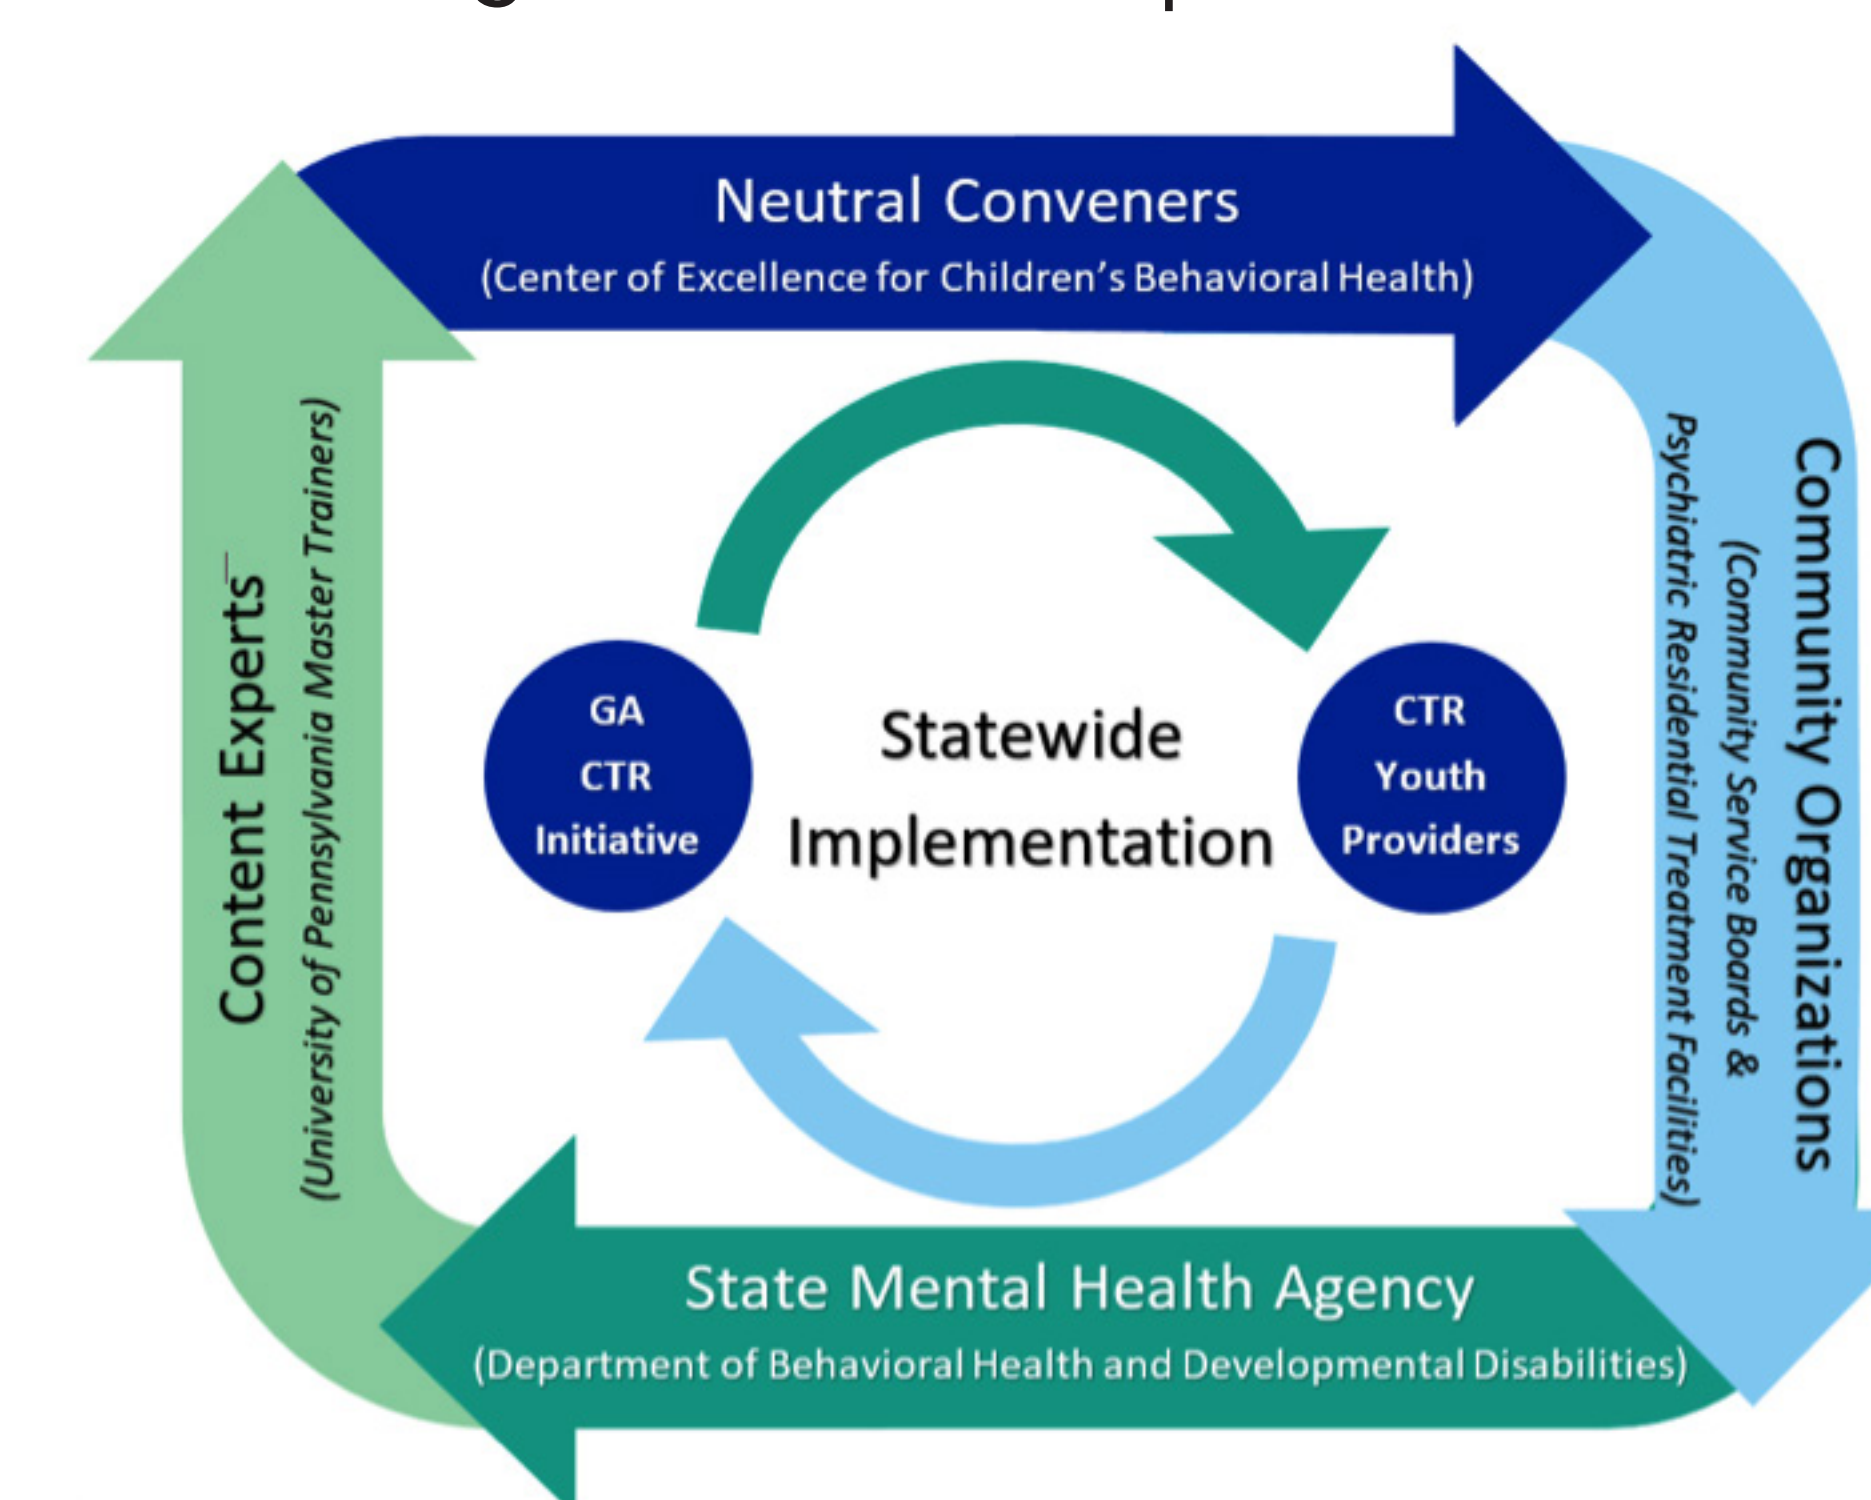 Neutral Conveners
(Center of Excellence for Children's Behavioral Health)
Content Experts
(University of Pennsylvania Master Trainers)
GA
CTR
Initiative
Statewide
Implementation
CTR
Youth
Providers
Community Organizations
(Community Service Boards &
Psychiatric Residential Treatment Facilities)
State Mental Health Agency
(Department of Behavioral Health and Developmental Disabilities)